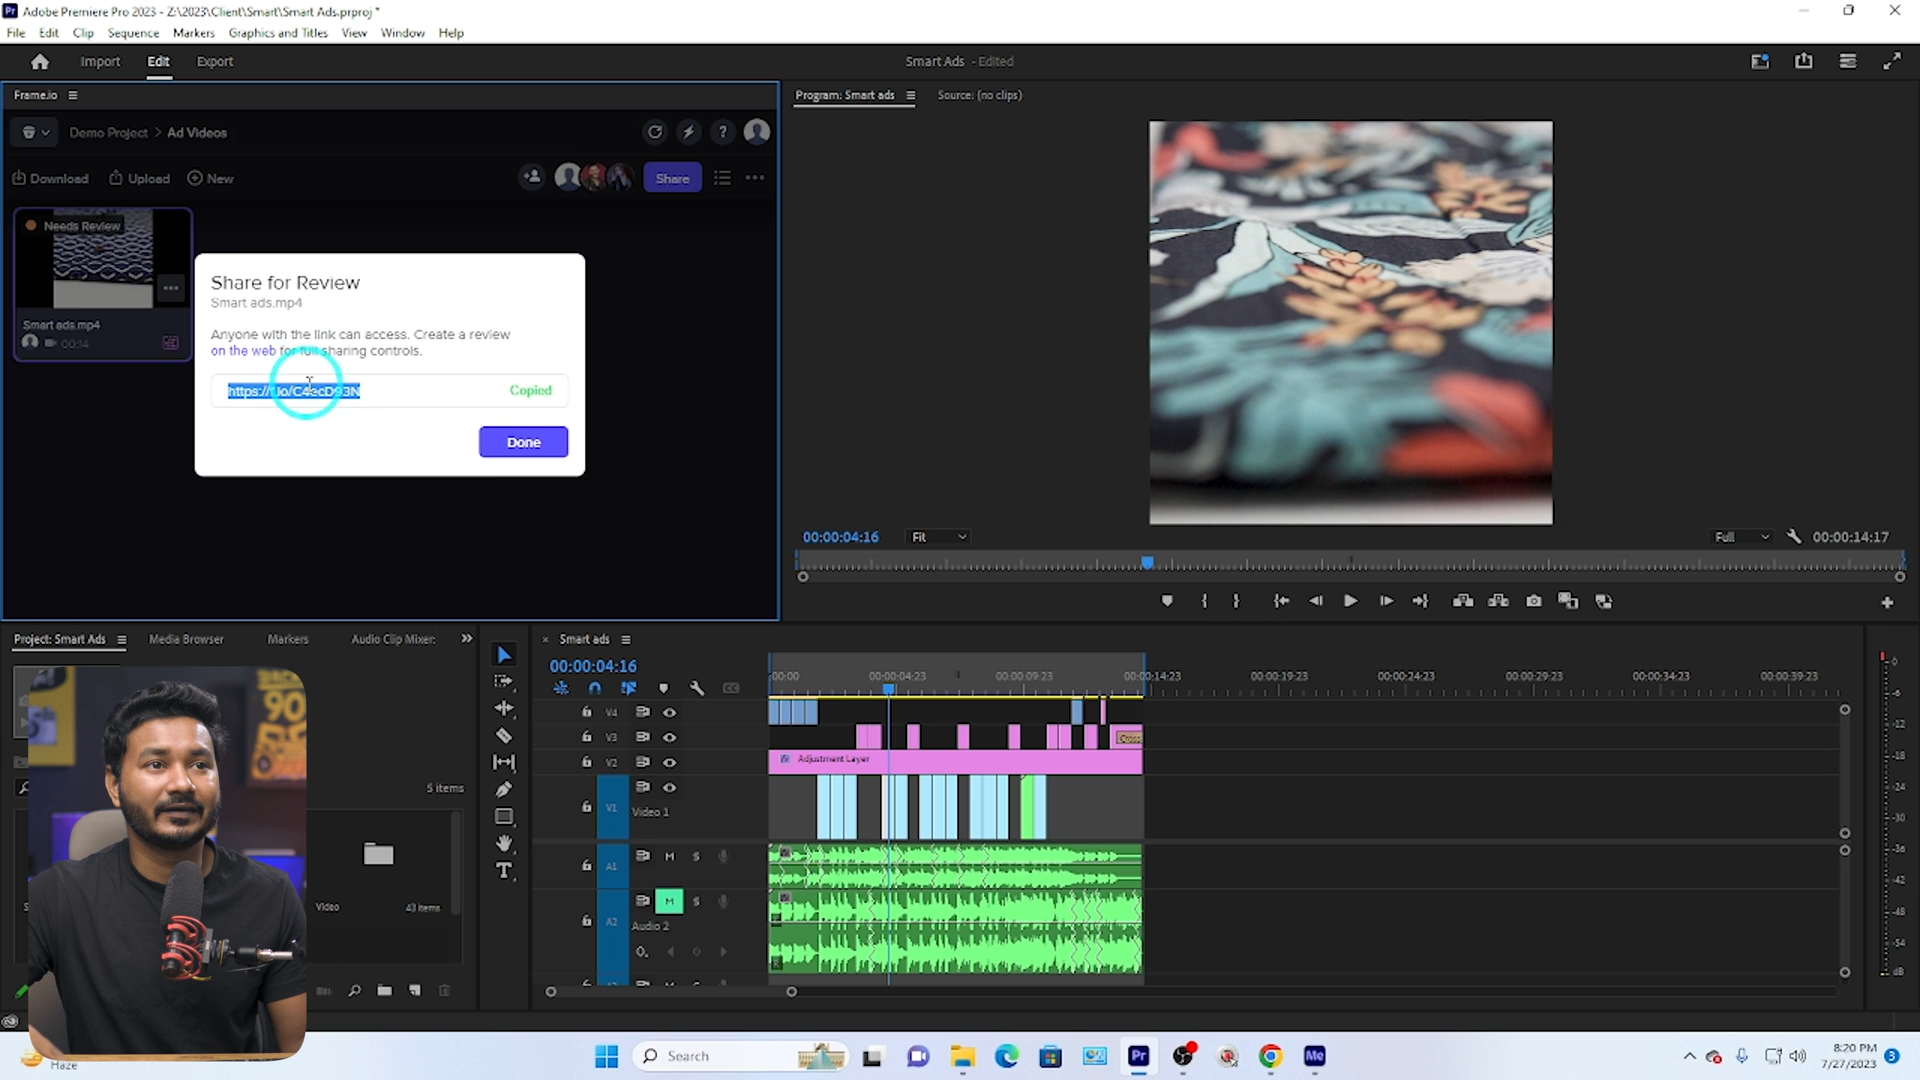 Adobe Premiere Pro 2023 - Z:\2023\Client\Smart\Smart Ads.prproj *
File Edit Clip Sequence Markers Graphics and Titles View Window Help
Import Edit Export
Smart Ads - Edited
Frame.io
Program: Smart ads
Source: (no clips)
Demo Project > Ad Videos
Download Upload New
Share
Needs Review
Smart ads.mp4
00:14
Share for Review
Smart ads.mp4
Anyone with the link can access. Create a review
on the web for full sharing controls.
Copied
Done
00:00:04:16
Fit
Full
00:00:14:17
Project: Smart Ads
Media Browser
Markers
Audio Clip Mixer:
Smart ads
00:00:04:16
:00:00
00:00:04:23
00:00:09:23
00:00:14:23
00:00:19:23
00:00:24:23
00:00:29:23
00:00:34:23
00:00:39:23
V4
V3
Cross
V2
Adjustment Layer
5 items
V1
Video 1
A1 M S
A2 M S
Audio 2
Video
43 items
0
-6
-12
-18
-24
-30
-36
-42
-48
-54
dB
BACK
90
Haze
Search
Pr
Me
8:20 PM
7/27/2023
3